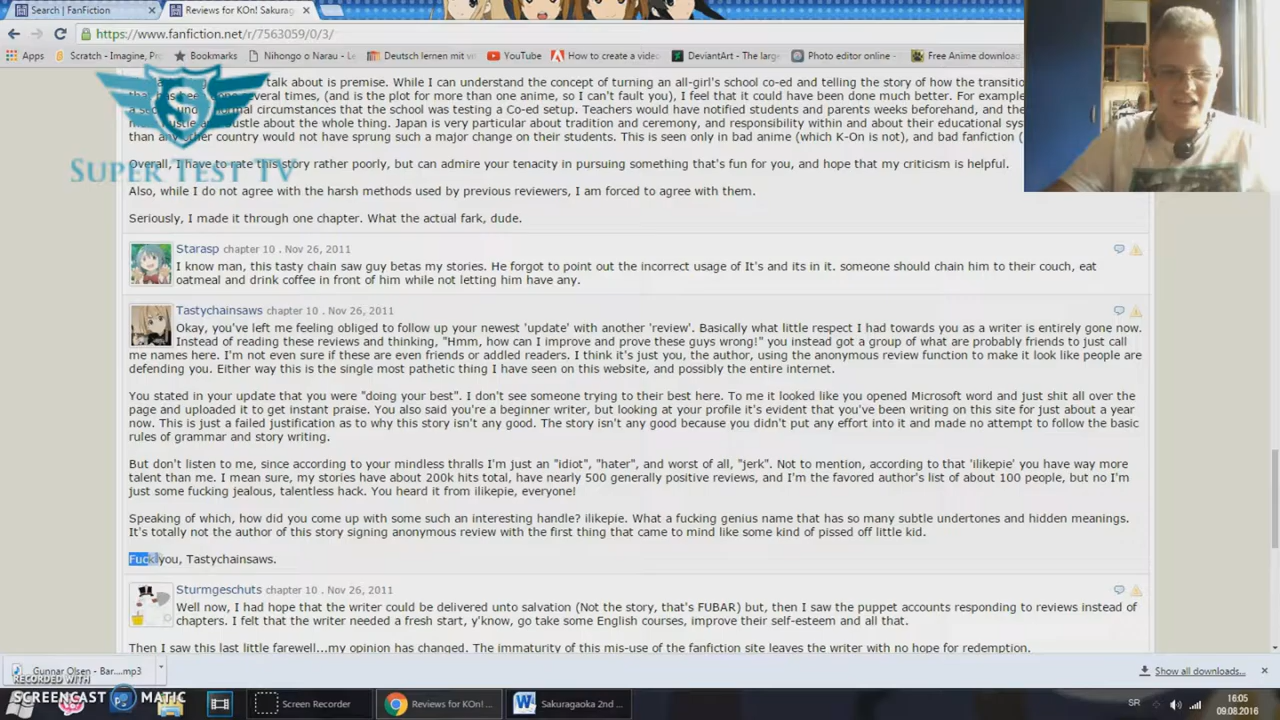 Search | FanFiction
Reviews for KOn! Sakurag
https://www.fanfiction.net/r/7563059/0/3/
Apps Scratch - Imagine, Pro Bookmarks Nihongo o Narau - L Deutsch lernen mit vi YouTube How to create a video DeviantArt - The large Photo editor online - Free Anime download
talk about is premise. While I can understand the concept of turning an all-girl's school co-ed and telling the story of how the
several times, (and is the plot for more than one anime, so I can't fault you), I feel that it could have been done much better. For example
circumstances that the school was testing a Co-ed setup. Teachers would have notified students and parents weeks beforehand, and
about the whole thing. Japan is very particular about tradition and ceremony, and responsibility within and about their educational
than any other country would not have sprung such a major change on their students. This is seen only in bad anime (which K-On is not), and bad fanfiction (
Overall, I have to rate this story rather poorly, but can admire your tenacity in pursuing something that's fun for you, and hope that my criticism is helpful.
SUPER TEST TV
Also, while I do not agree with the harsh methods used by previous reviewers, I am forced to agree with them.
Seriously, I made it through one chapter. What the actual fark, dude.
Starasp chapter 10 . Nov 26, 2011
I know man, this tasty chain saw guy betas my stories. He forgot to point out the incorrect usage of It's and its in it. someone should chain him to their couch, eat
oatmeal and drink coffee in front of him while not letting him have any.
Tastychainsaws chapter 10 . Nov 26, 2011
Okay, you've left me feeling obliged to follow up your newest 'update' with another 'review'. Basically what little respect I had towards you as a writer is entirely gone now.
Instead of reading these reviews and thinking, "Hmm, how can I improve and prove these guys wrong!" you instead got a group of what are probably friends to just call
me names here. I'm not even sure if these are even friends or addled readers. I think it's just you, the author, using the anonymous review function to make it look like people are
defending you. Either way this is the single most pathetic thing I have seen on this website, and possibly the entire internet.
You stated in your update that you were "doing your best". I don't see someone trying to their best here. To me it looked like you opened Microsoft word and just shit all over the
page and uploaded it to get instant praise. You also said you're a beginner writer, but looking at your profile it's evident that you've been writing on this site for just about a year
now. This is just a failed justification as to why this story isn't any good. The story isn't any good because you didn't put any effort into it and made no attempt to follow the basic
rules of grammar and story writing.
But don't listen to me, since according to your mindless thralls I'm just an "idiot", "hater", and worst of all, "jerk". Not to mention, according to that 'ilikepie' you have way more
talent than me. I mean sure, my stories have about 200k hits total, have nearly 500 generally positive reviews, and I'm the favored author's list of about 100 people, but no I'm
just some fucking jealous, talentless hack. You heard it from ilikepie, everyone!
Speaking of which, how did you come up with some such an interesting handle? ilikepie. What a fucking genius name that has so many subtle undertones and hidden meanings.
It's totally not the author of this story signing anonymous review with the first thing that came to mind like some kind of pissed off little kid.
Fuck you, Tastychainsaws.
Sturmgeschuts chapter 10 . Nov 26, 2011
Well now, I had hope that the writer could be delivered unto salvation (Not the story, that's FUBAR) but, then I saw the puppet accounts responding to reviews instead of
chapters. I felt that the writer needed a fresh start, y'know, go take some English courses, improve their self-esteem and all that.
Then I saw this last little farewell...my opinion has changed. The immaturity of this mis-use of the fanfiction site leaves the writer with no hope for redemption.
Gunnar Olsen - Bar....mp3
Show all downloads...
RECORDED WITH
SCREENCAST MATIC
Screen Recorder
Reviews for KOn! ...
Sakuragaoka 2nd ...
SR
16:05
09.08.2016